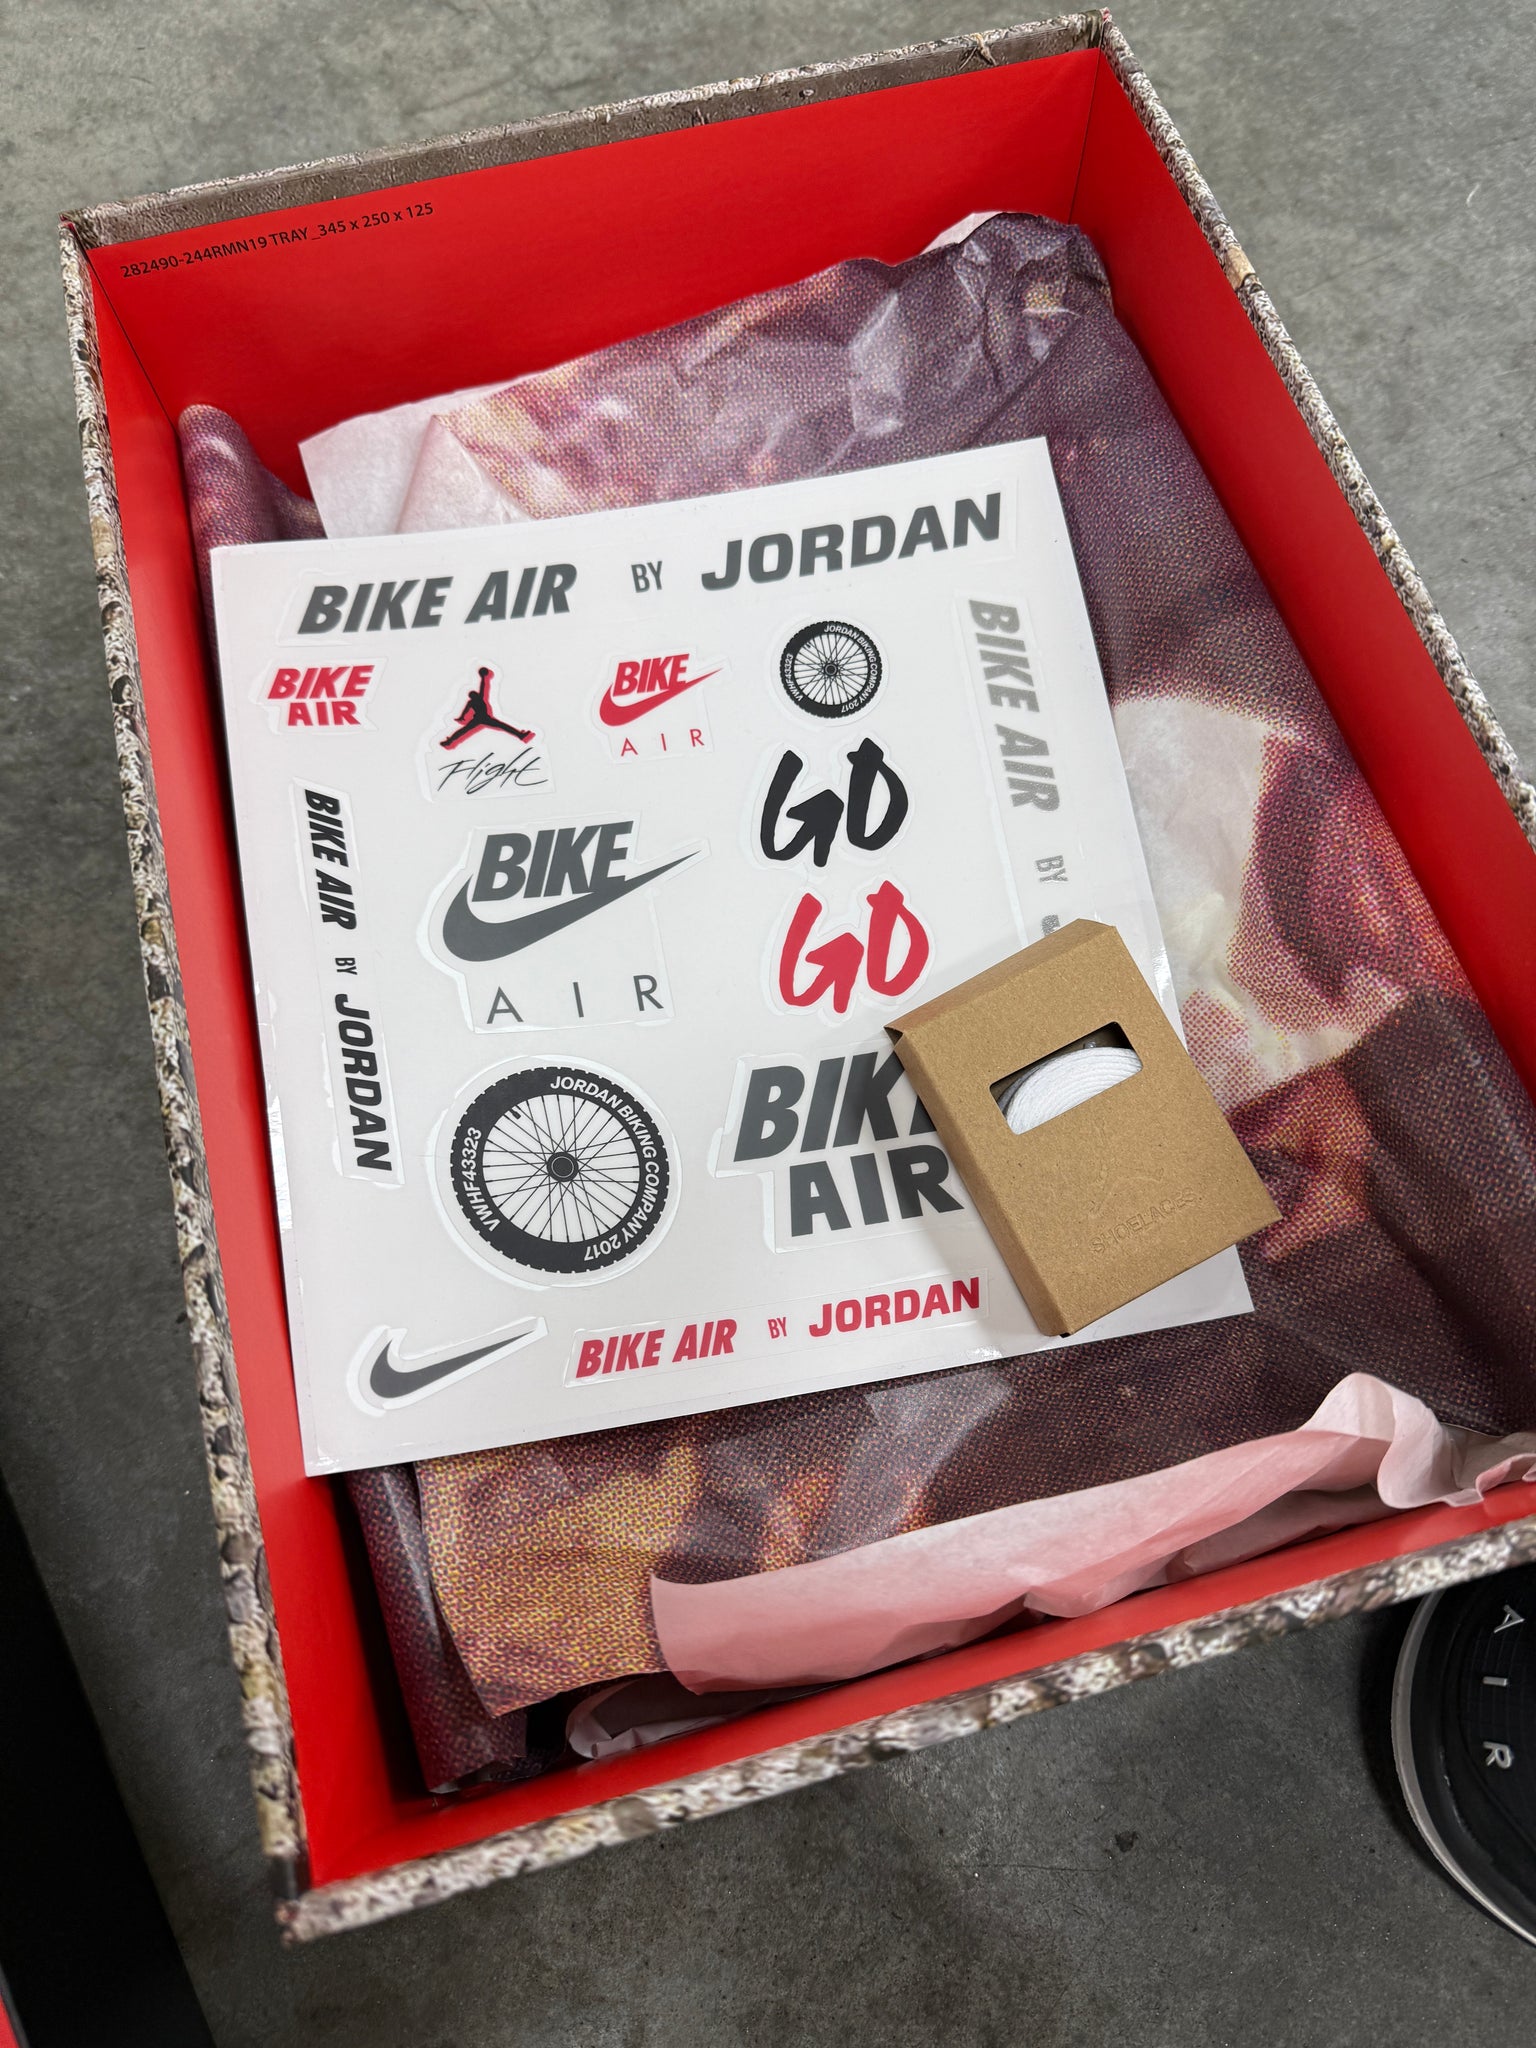 282490-244RMN19 TRAY_345 x 250 x 125
BIKE AIR BY JORDAN
BIKE
AIR
Flight
BIKE
AIR
JORDAN BIKING COMPANY 2017
VWHF43323
BIKE AIR BY
GO
BIKE AIR BY JORDAN
BIKE
AIR
GO
JORDAN BIKING COMPANY 2017
VWHF43323
BIK
AIR
SHOELACE
BIKE AIR BY JORDAN
AIR